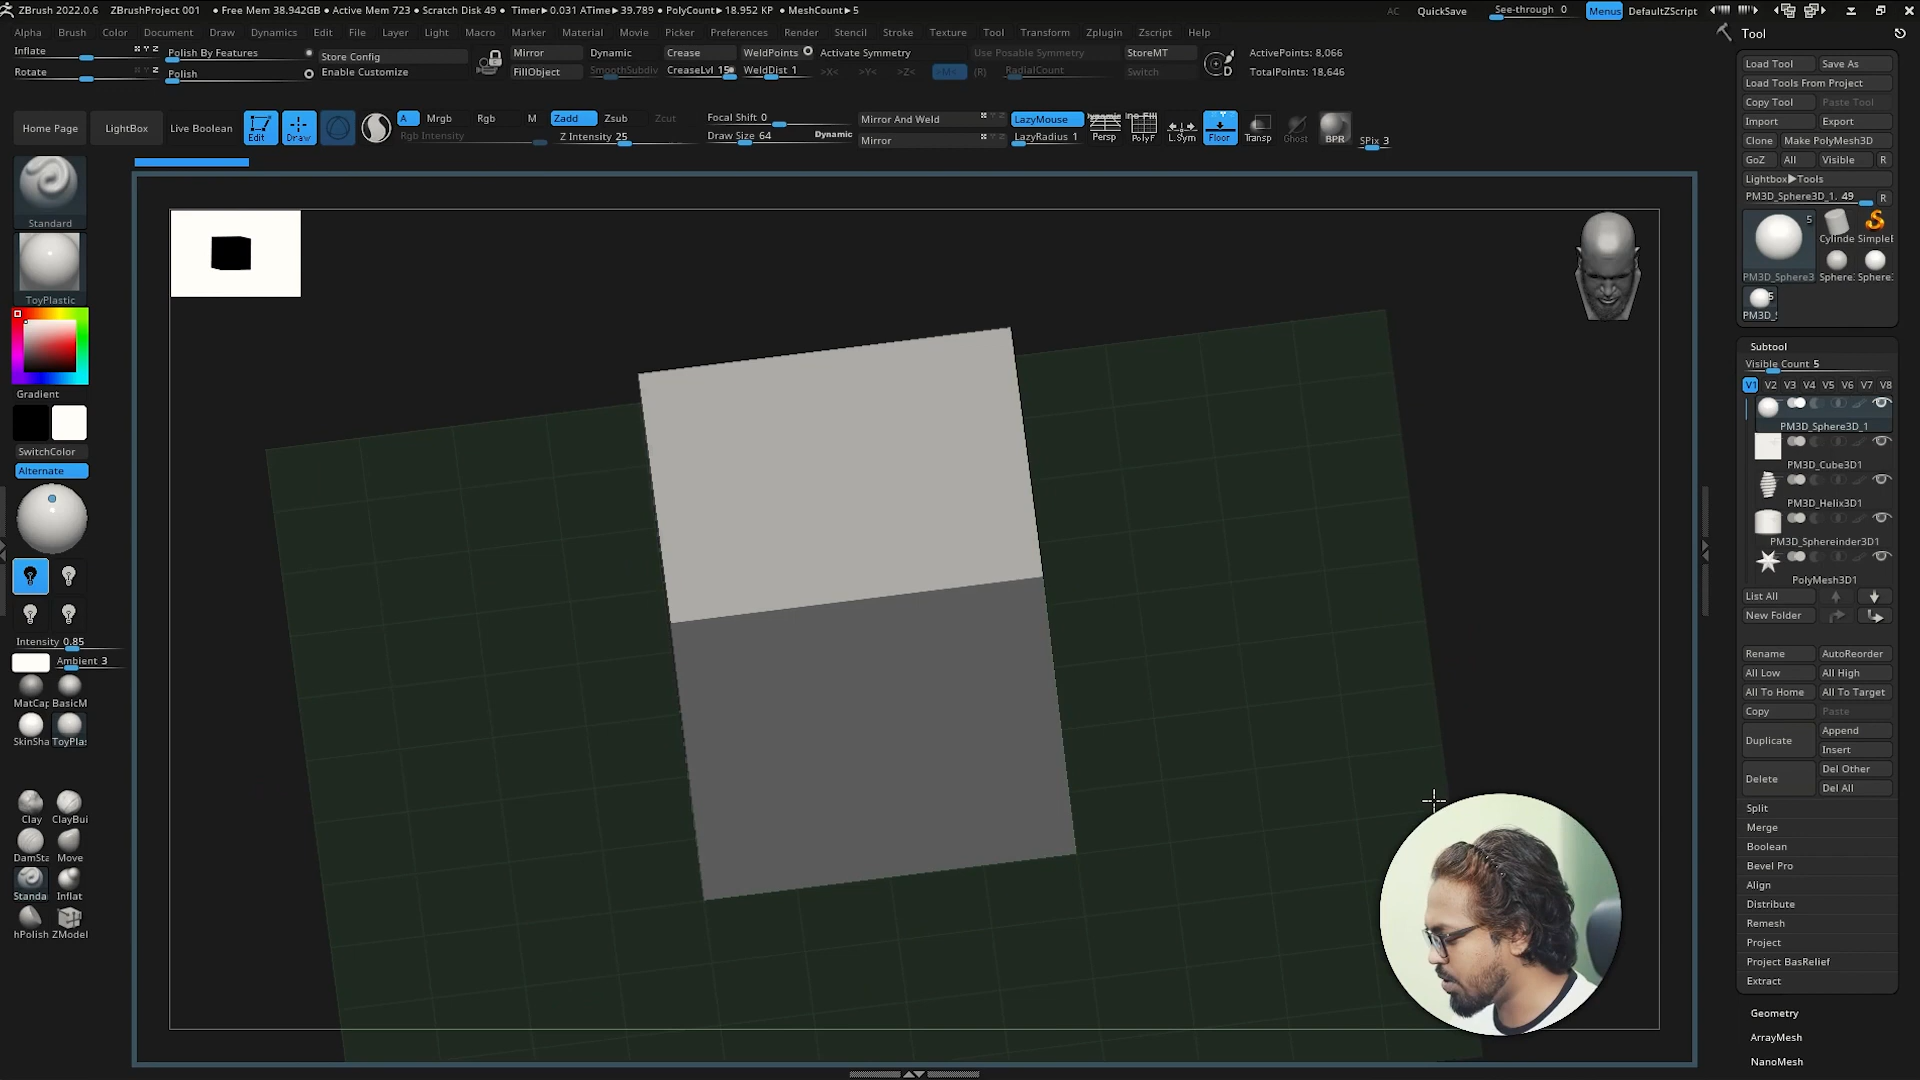 ZBrush 2022.0.6 ZBrushProject 001 • Free Mem 38.942GB • Active Mem 723 • Scratch Disk 49 • Timer▶0.031 ATime▶39.789 • PolyCount▶18.952 KP • MeshCount▶5 AC QuickSave See-through 0 Menus DefaultZScript
Alpha Brush Color Document Draw Dynamics Edit File Layer Light Macro Marker Material Movie Picker Preferences Render Stencil Stroke Texture Tool Transform Zplugin Zscript Help
Inflate Polish By Features Store Config Mirror Dynamic Crease WeldPoints Activate Symmetry Use Posable Symmetry StoreMT ActivePoints: 8,066
Rotate Polish Enable Customize FillObject SmoothSubdiv CreaseLvl 15 WeldDist 1 >X< >Y< >Z< >M< (R) RadialCount Switch TotalPoints: 18,646
Home Page LightBox Live Boolean Edit Draw A Mrgb Rgb M Zadd Zsub Zcut Focal Shift 0 Mirror And Weld LazyMouse Persp PolyF L.Sym Floor Transp Ghost BPR SPix 3
Rgb Intensity Z Intensity 25 Draw Size 64 Dynamic Mirror LazyRadius 1
Standard
ToyPlastic
Gradient
SwitchColor
Alternate
Intensity 0.85
Ambient 3
MatCap BasicM
SkinSha ToyPlas
Clay ClayBui
DamSta Move
Standa Inflat
hPolish ZModel
Tool
Load Tool Save As
Load Tools From Project
Copy Tool Paste Tool
Import Export
Clone Make PolyMesh3D
GoZ All Visible R
Lightbox▶Tools
PM3D_Sphere3D_1. 49 R
5
Cylinde SimpleB
PM3D_Sphere3 Sphere. Sphere.
5
PM3D_S
Subtool
Visible Count 5
V1 V2 V3 V4 V5 V6 V7 V8
PM3D_Sphere3D_1
PM3D_Cube3D1
PM3D_Helix3D1
PM3D_Sphereinder3D1
PolyMesh3D1
List All
New Folder
Rename AutoReorder
All Low All High
All To Home All To Target
Copy Paste
Duplicate Append
Insert
Delete Del Other
Del All
Split
Merge
Boolean
Bevel Pro
Align
Distribute
Remesh
Project
Project BasRelief
Extract
Geometry
ArrayMesh
NanoMesh